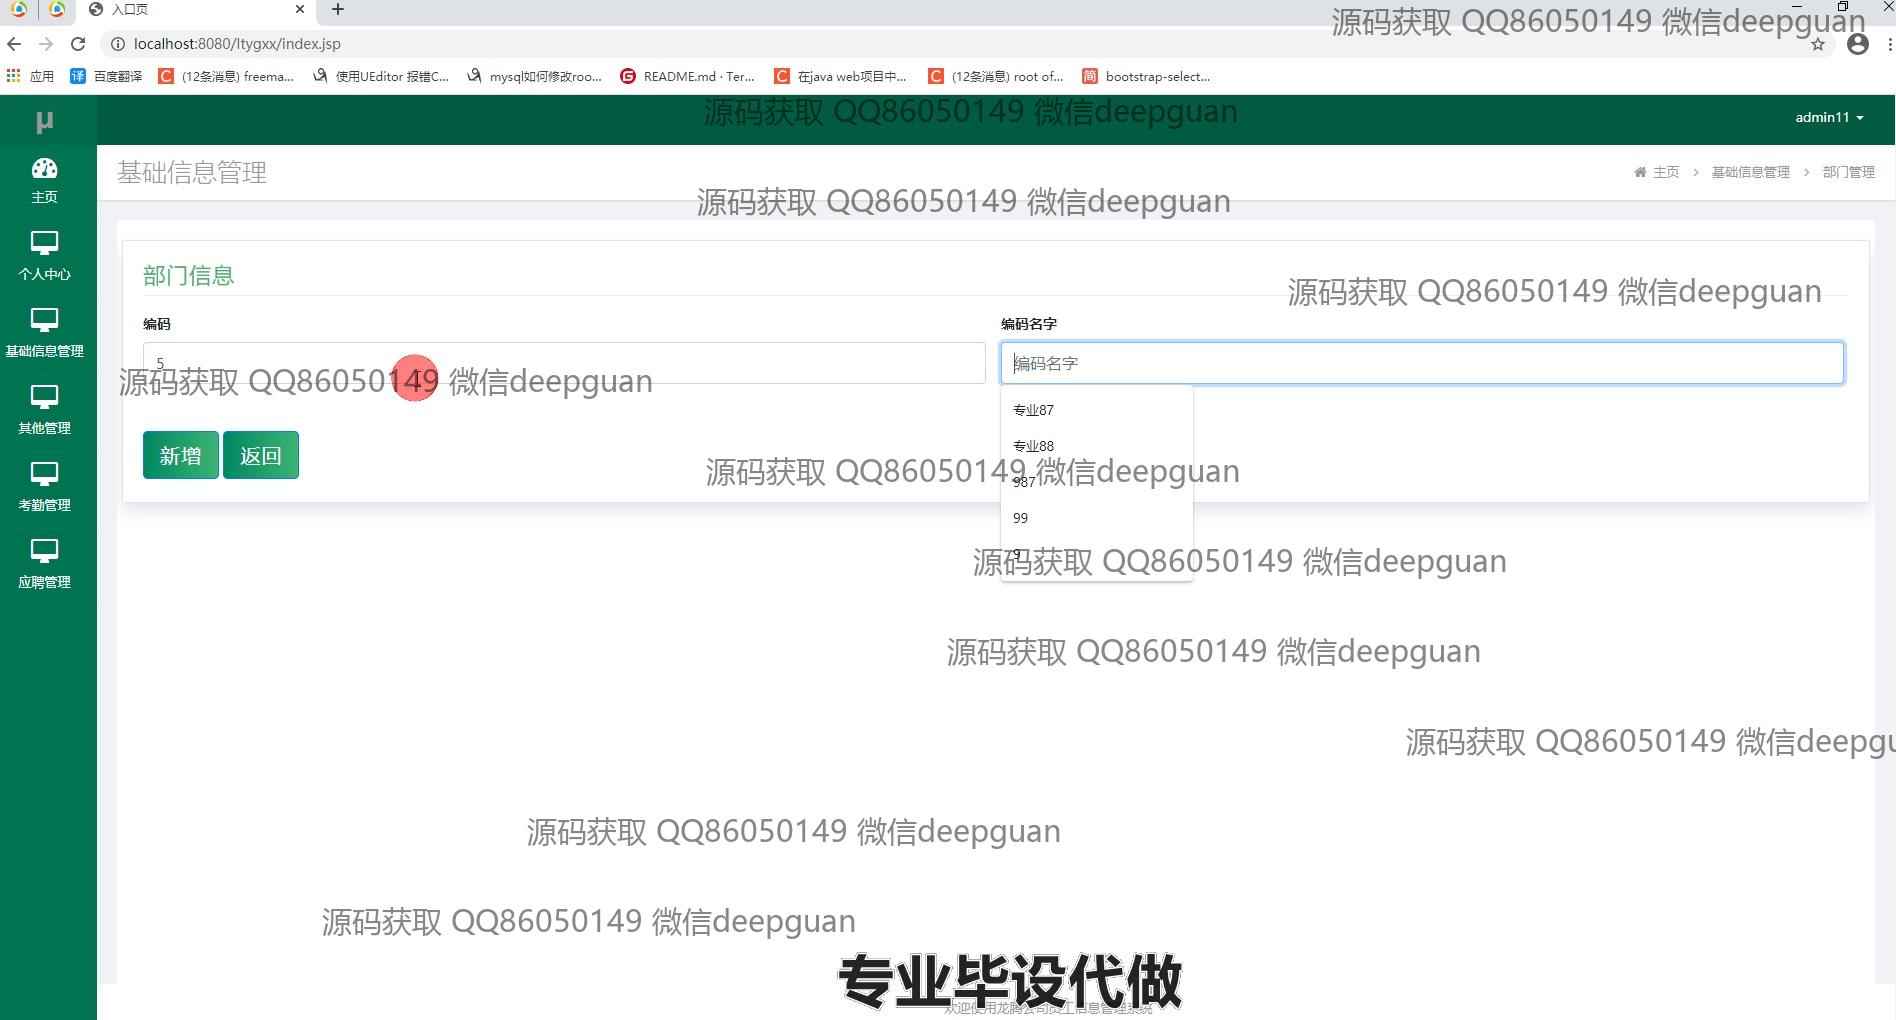 入口页
localhost:8080/ltygxx/index.jsp
源码获取 QQ86050149 微信deepguan
应用 百度翻译 (12条消息) freema... 使用UEditor 报错C... mysql如何修改roo... README.md · Ter... 在java web项目中... (12条消息) root of... bootstrap-select...
μ
源码获取 QQ86050149 微信deepguan
admin11
主页
基础信息管理
主页 > 基础信息管理 > 部门管理
源码获取 QQ86050149 微信deepguan
个人中心
部门信息
源码获取 QQ86050149 微信deepguan
基础信息管理
编码 编码名字
5
编码名字
源码获取 QQ86050149 微信deepguan
其他管理
专业87
专业88
新增 返回
源码获取 QQ86050149 微信deepguan
987
考勤管理
99
9
源码获取 QQ86050149 微信deepguan
应聘管理
源码获取 QQ86050149 微信deepguan
源码获取 QQ86050149 微信deepgu
源码获取 QQ86050149 微信deepguan
源码获取 QQ86050149 微信deepguan
专业毕设代做
欢迎使用龙腾公司员工信息管理系统